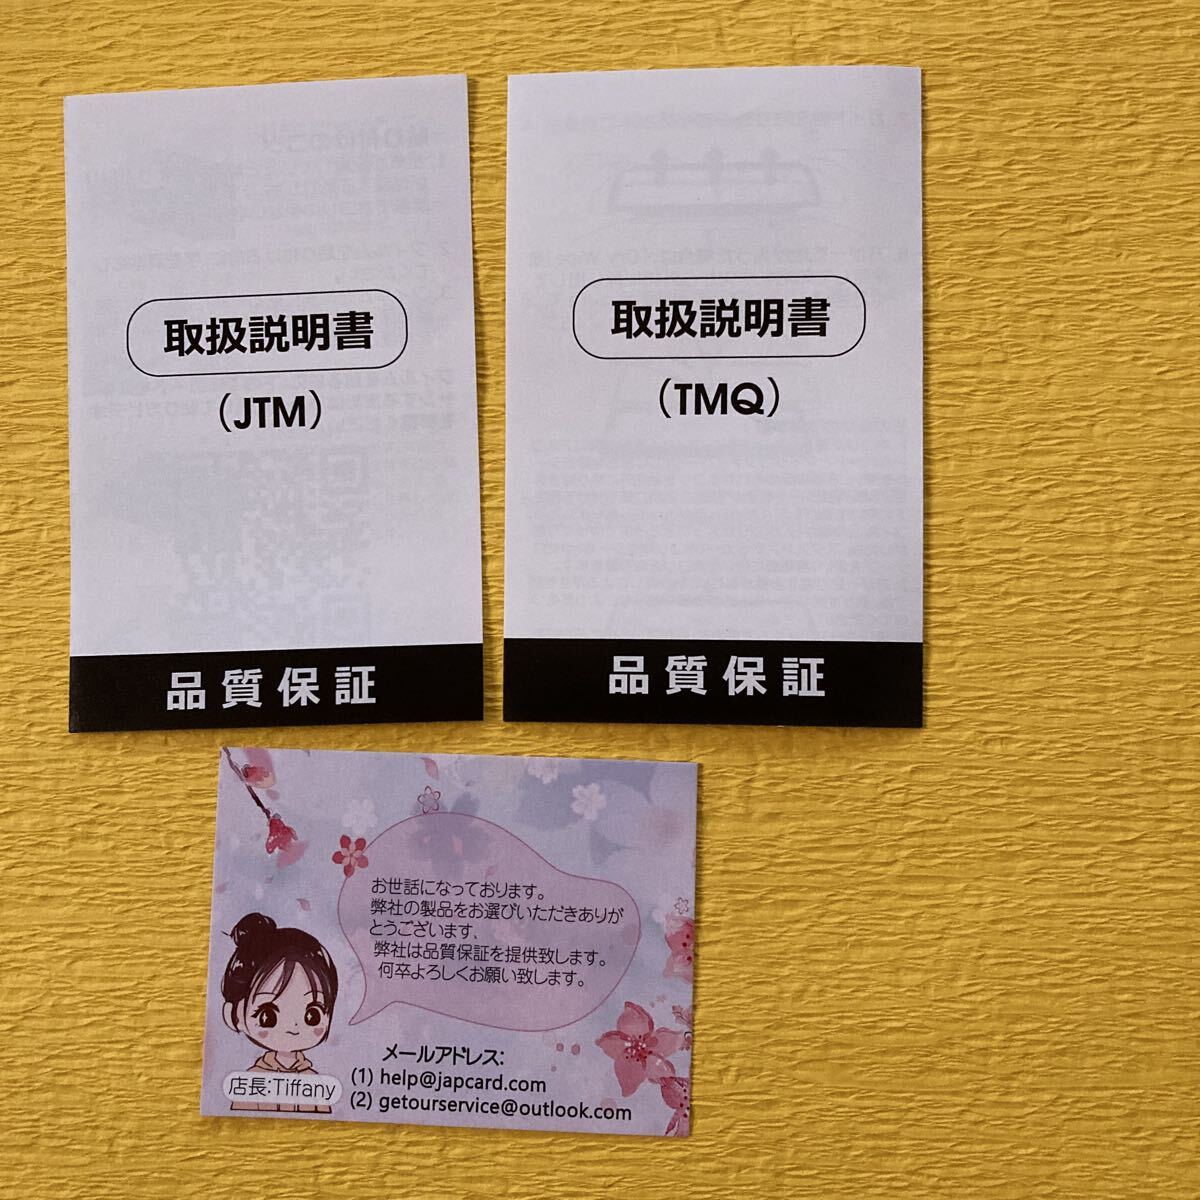 取扱説明書
（JTM）
品質保証
取扱説明書
（TMQ）
品質保証
お世話になっております。
弊社の製品をお選びいただきありが
とうございます、
弊社は品質保証を提供致します。
何卒よろしくお願い致します。
メールアドレス:
(1) help@japcard.com
(2) getourservice@outlook.com
店長:Tiffany